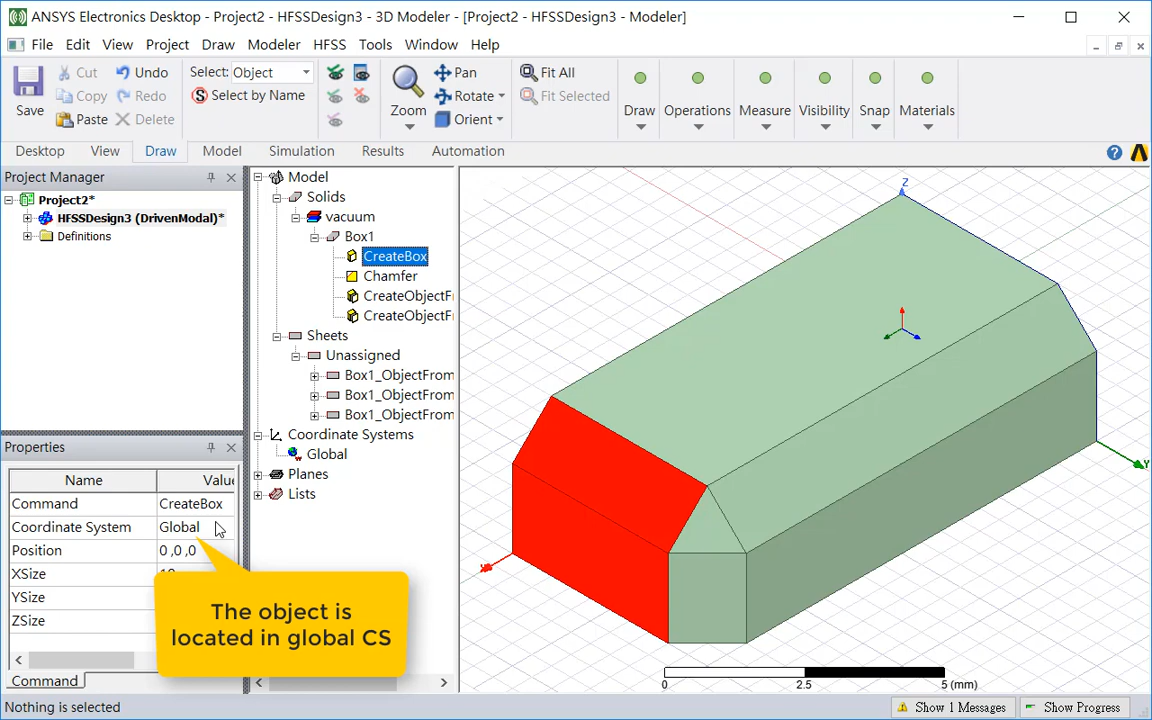 ANSYS Electronics Desktop - Project2 - HFSSDesign3 - 3D Modeler - [Project2 - HFSSDesign3 - Modeler]
File Edit View Project Draw Modeler HFSS Tools Window Help
Save
Cut
Copy
Paste
Undo
Redo
Delete
Select: Object
Select by Name
Zoom
Pan
Rotate
Orient
Fit All
Fit Selected
Draw
Operations
Measure
Visibility
Snap
Materials
Desktop View Draw Model Simulation Results Automation
Project Manager
Project2*
HFSSDesign3 (DrivenModal)*
Definitions
Model
Solids
vacuum
Box1
CreateBox
Chamfer
CreateObjectFr
CreateObjectFr
Sheets
Unassigned
Box1_ObjectFrom
Box1_ObjectFrom
Box1_ObjectFrom
Coordinate Systems
Global
Planes
Lists
Properties
Name Value
Command CreateBox
Coordinate System Global
Position 0 ,0 ,0
XSize
YSize
ZSize
Command
The object is
located in global CS
Z
Y
0 2.5 5 (mm)
Nothing is selected
Show 1 Messages
Show Progress